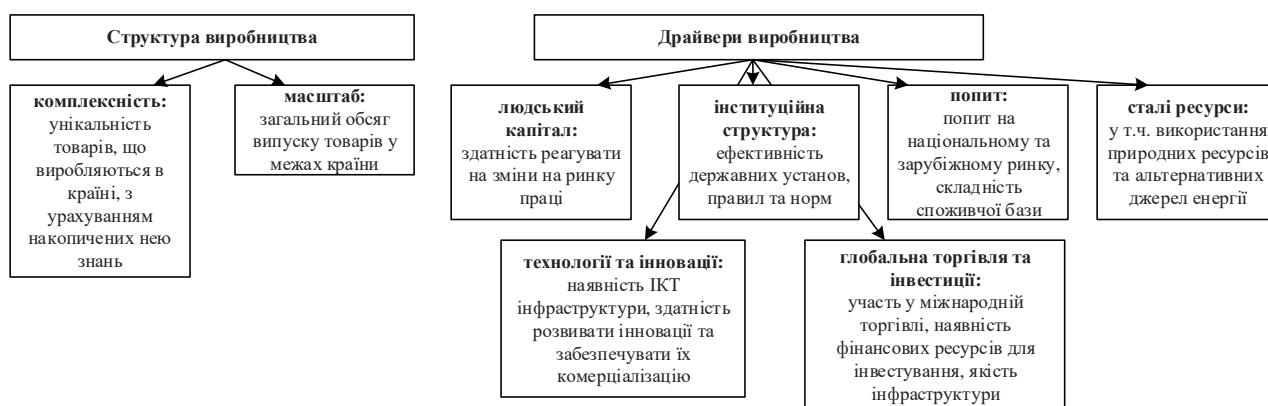 Структура виробництва
комплексність:
унікальність
товарів, що
виробляються в
країні, з
урахуванням
накопичених нею
знань
масштаб:
загальний обсяг
випуску товарів у
межах країни
Драйвери виробництва
людський
капітал:
здатність реагувати
на зміни на ринку
праці
інституційна
структура:
ефективність
державних установ,
правил та норм
попит:
попит на
національному та
зарубіжному ринку,
складність
споживчої бази
сталі ресурси:
у т.ч. використання
природних ресурсів
та альтернативних
джерел енергії
технології та інновації:
наявність ІКТ
інфраструктури, здатність
розвивати інновації та
забезпечувати їх
комерціалізацію
глобальна торгівля та
інвестиції:
участь у міжнародній
торгівлі, наявність
фінансових ресурсів для
інвестування, якість
інфраструктури